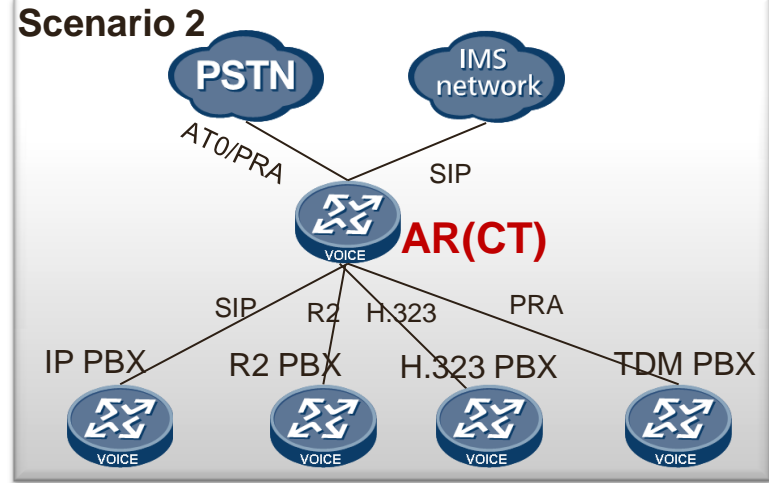 Scenario 2
PSTN
IMS
network
AT0/PRA
SIP
VOICE
AR(CT)
SIP
R2
H.323
PRA
IP PBX
R2 PBX
H.323 PBX
TDM PBX
VOICE
VOICE
VOICE
VOICE